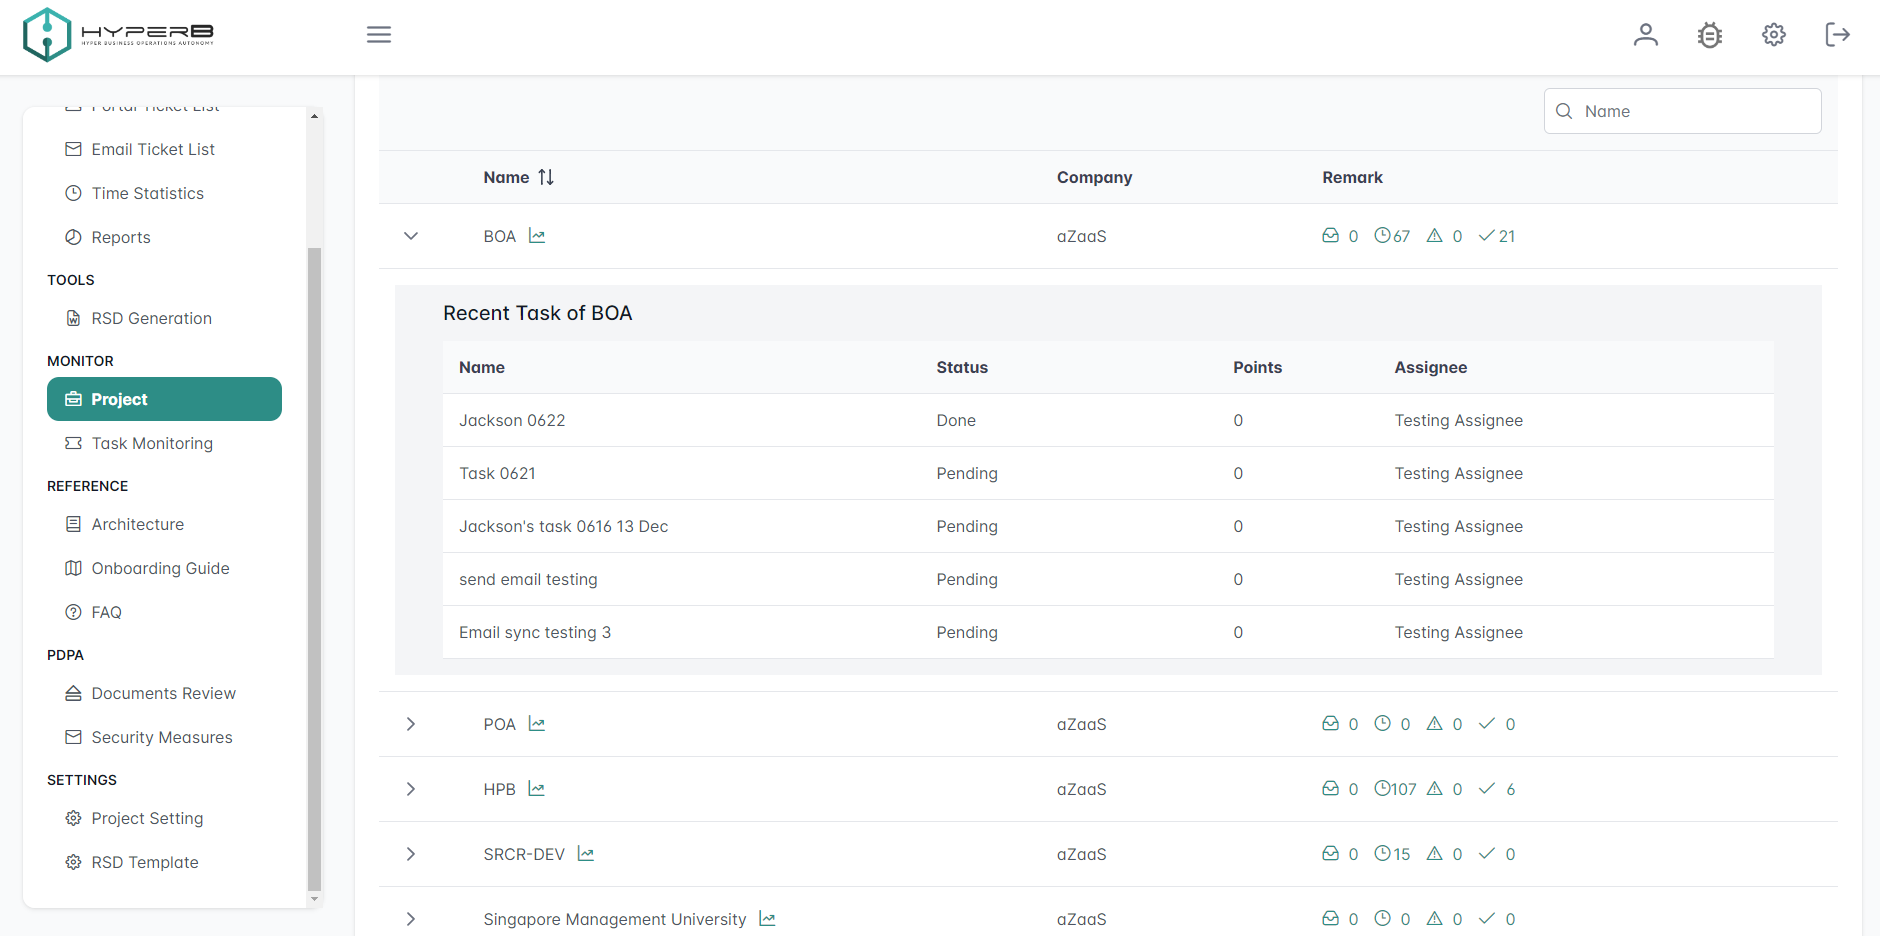 HYPERB
HYPER BUSINESS OPERATIONS AUTONOMY
Portal Ticket List
Email Ticket List
Time Statistics
Reports
TOOLS
RSD Generation
MONITOR
Project
Task Monitoring
REFERENCE
Architecture
Onboarding Guide
FAQ
PDPA
Documents Review
Security Measures
SETTINGS
Project Setting
RSD Template
Name
Name Company Remark
BOA aZaaS 0 67 0 21
Recent Task of BOA
Name Status Points Assignee
Jackson 0622 Done 0 Testing Assignee
Task 0621 Pending 0 Testing Assignee
Jackson's task 0616 13 Dec Pending 0 Testing Assignee
send email testing Pending 0 Testing Assignee
Email sync testing 3 Pending 0 Testing Assignee
POA aZaaS 0 0 0 0
HPB aZaaS 0 107 0 6
SRCR-DEV aZaaS 0 15 0 0
Singapore Management University aZaaS 0 0 0 0